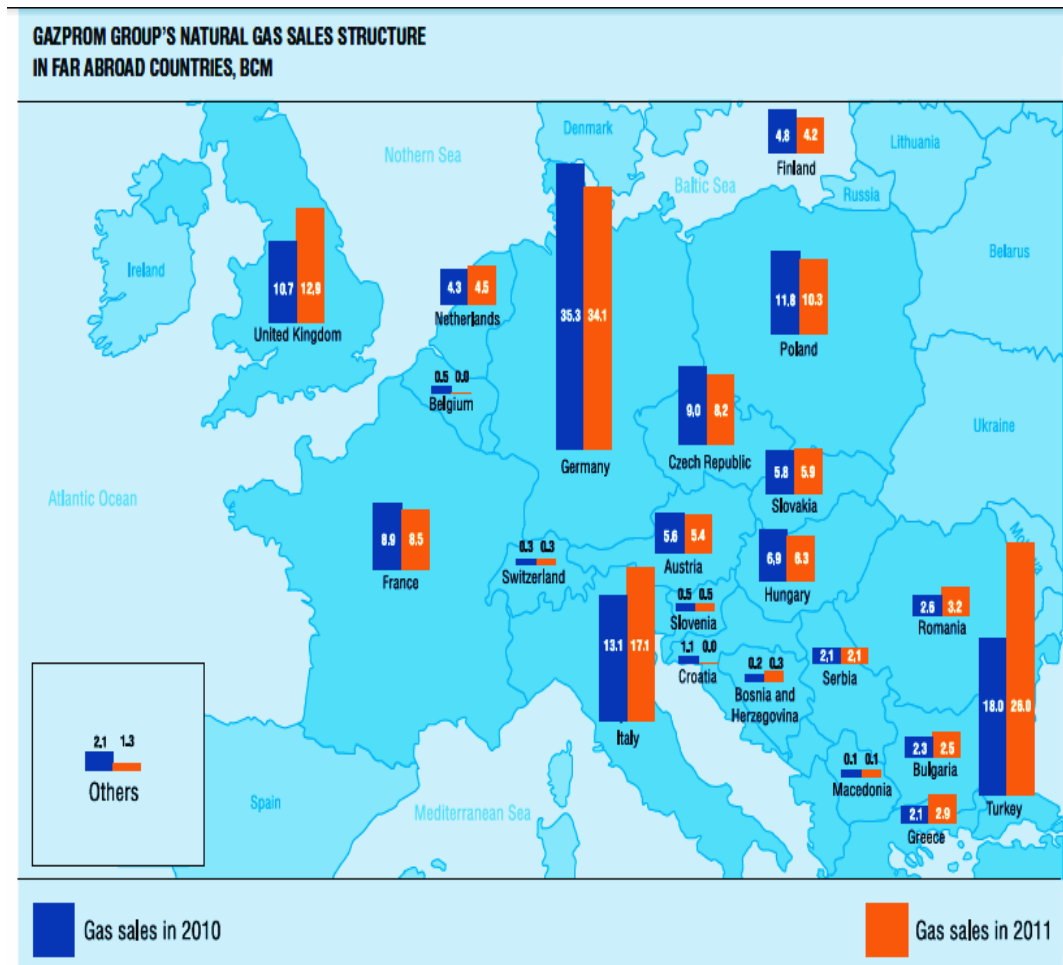 GAZPROM GROUP'S NATURAL GAS SALES STRUCTURE
IN FAR ABROAD COUNTRIES, BCM
Denmark
4.8 4.2
Finland
Lithuania
Nothern Sea
Baltic Sea
Russia
Ireland
10.7 12.9
United Kingdom
4.3 4.5
Netherlands
35.3 34.1
Germany
11.8 10.3
Poland
Belarus
0.5 0.0
Belgium
9.0 8.2
Czech Republic
Ukraine
5.8 5.9
Slovakia
Atlantic Ocean
8.9 8.5
France
0.3 0.3
Switzerland
5.6 5.4
Austria
6,9 6.3
Hungary
0.5 0.5
Slovenia
2.6 3.2
Romania
13.1 17.1
Italy
1.1 0.0
Croatia
0.2 0.3
Bosnia and
Herzegovina
2,1 2,1
Serbia
18.0 26.0
Turkey
2.3 2.5
Bulgaria
0.1 0.1
Macedonia
2.1 2.9
Greece
2.1 1.3
Others
Spain
Mediterranean Sea
Gas sales in 2010
Gas sales in 2011